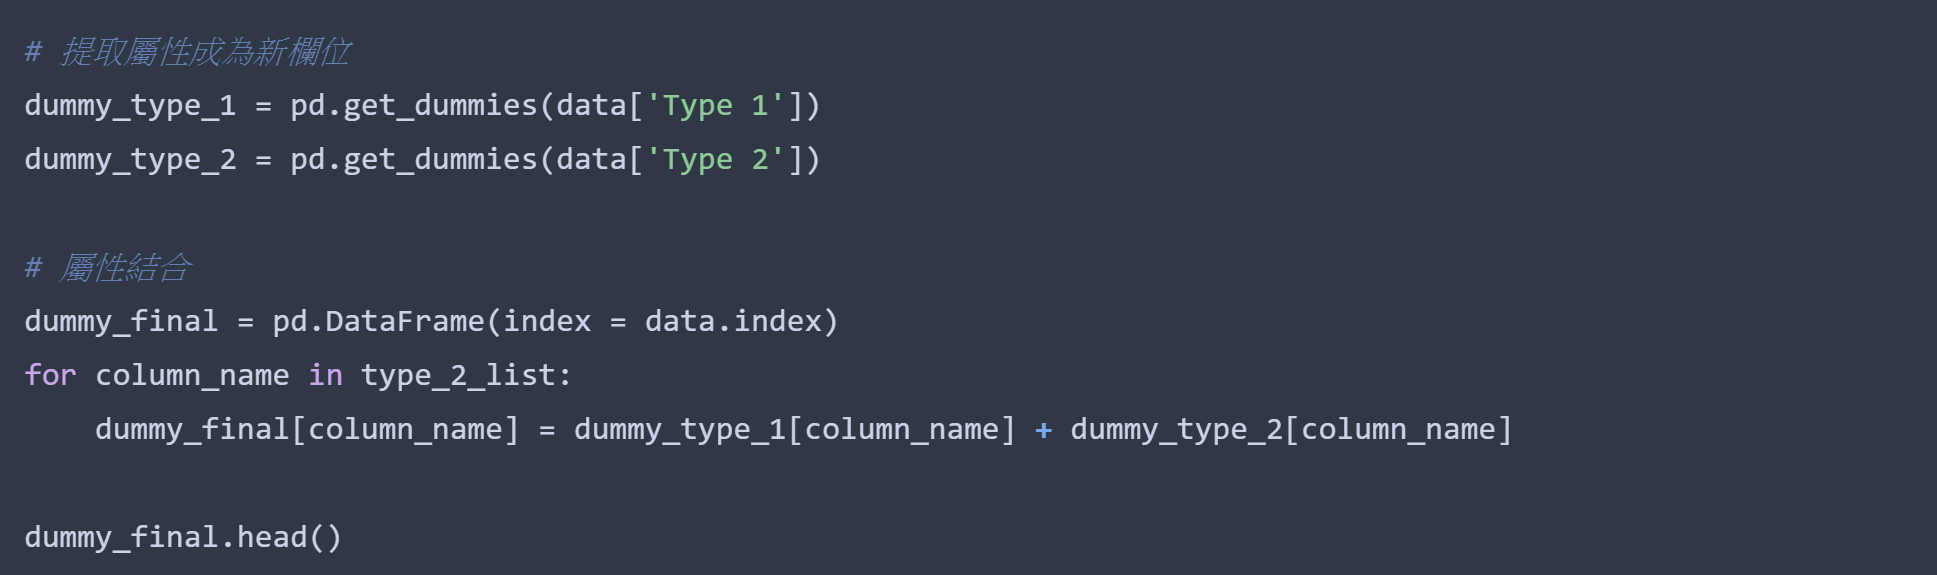 # 提取屬性成為新欄位
dummy_type_1 = pd.get_dummies(data['Type 1'])
dummy_type_2 = pd.get_dummies(data['Type 2'])
# 屬性結合
dummy_final = pd.DataFrame(index = data.index)
for column_name in type_2_list:
    dummy_final[column_name] = dummy_type_1[column_name] + dummy_type_2[column_name]
dummy_final.head()